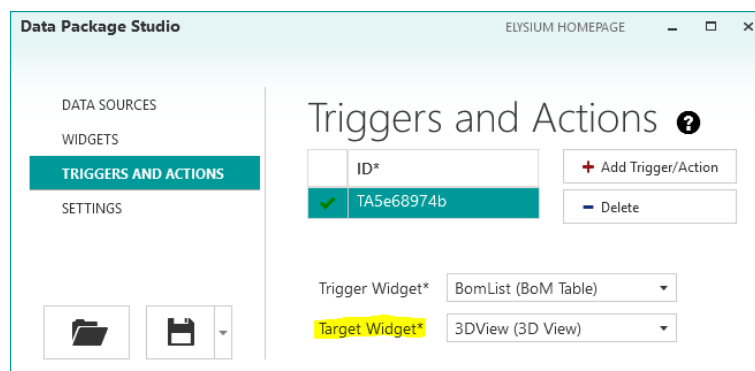 Data Package Studio
ELYSIUM HOMEPAGE
DATA SOURCES
WIDGETS
TRIGGERS AND ACTIONS
SETTINGS
Triggers and Actions ?
ID*
TA5e68974b
+ Add Trigger/Action
− Delete
Trigger Widget* BomList (BoM Table)
Target Widget* 3DView (3D View)